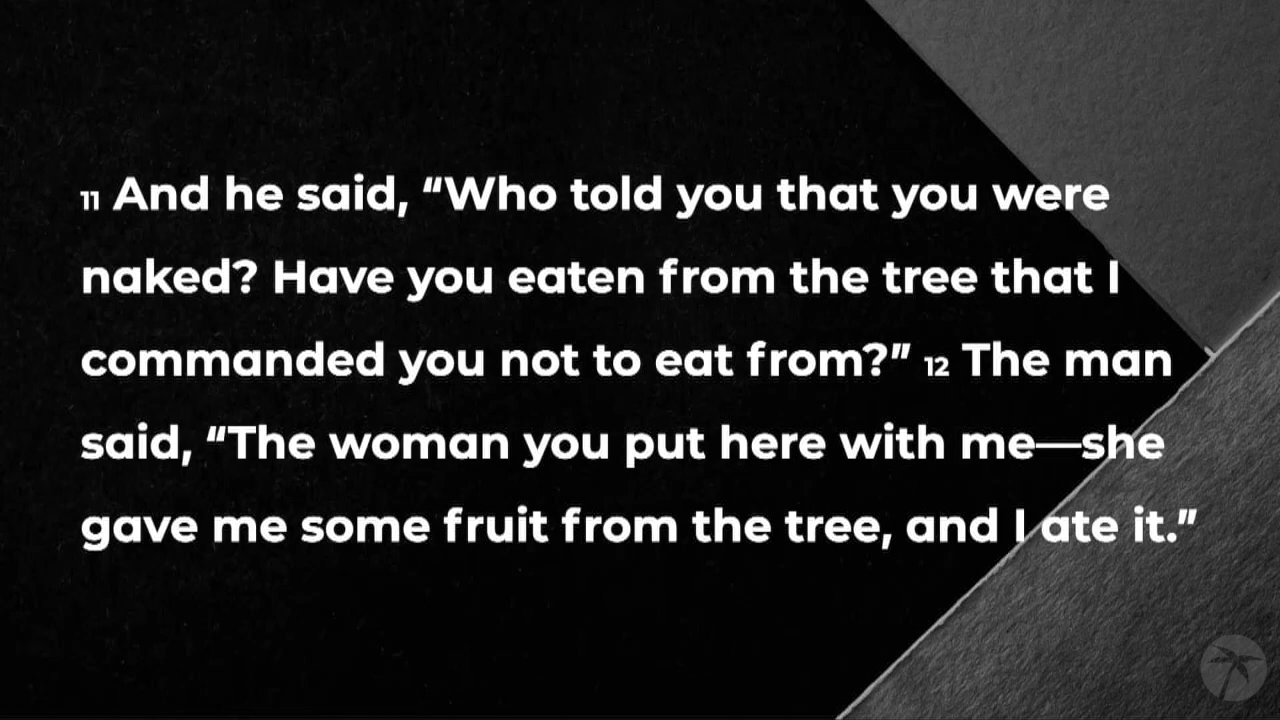 11 And he said, “Who told you that you were
naked? Have you eaten from the tree that I
commanded you not to eat from?” 12 The man
said, “The woman you put here with me—she
gave me some fruit from the tree, and I ate it.”